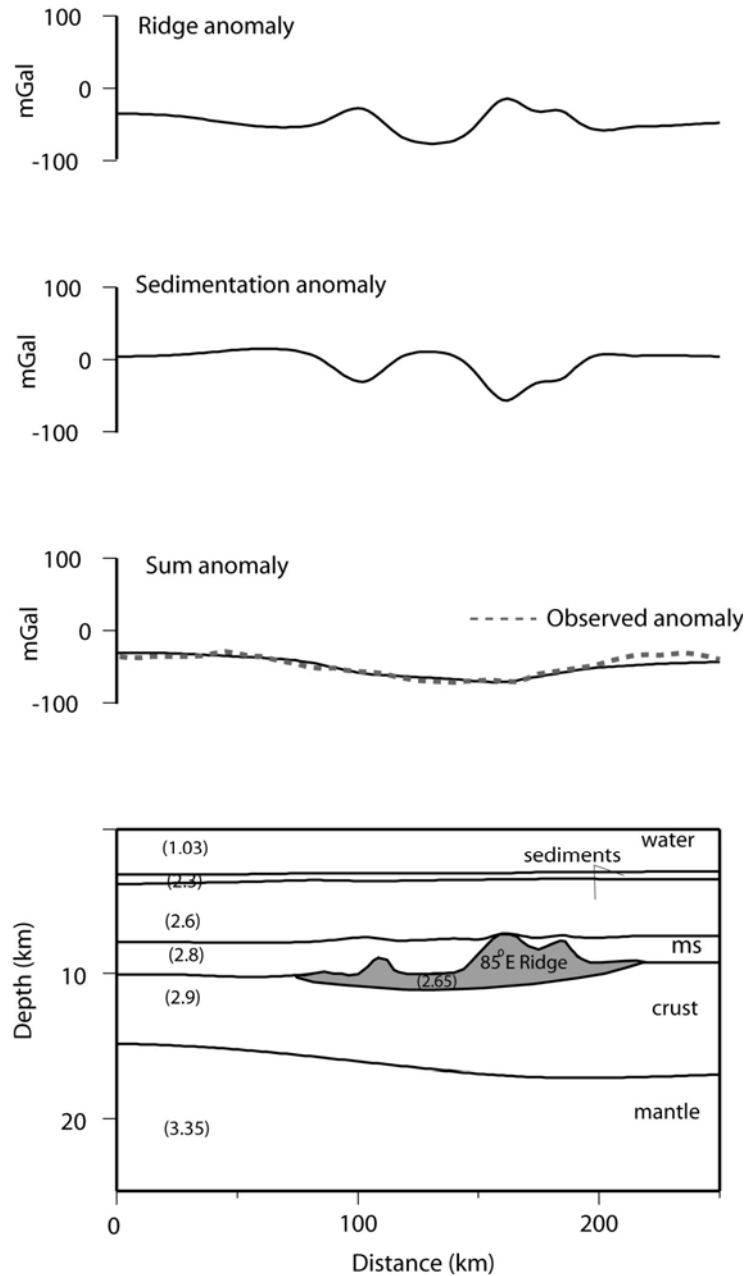 100
Ridge anomaly
0
mGal
-100
100
Sedimentation anomaly
0
mGal
-100
100
Sum anomaly
Observed anomaly
0
mGal
-100
water
(1.03)
sediments
(2.3)
(2.6)
(2.8)
ms
85°E Ridge
10
(2.65)
(2.9)
crust
Depth (km)
mantle
20
(3.35)
0
100
200
Distance (km)